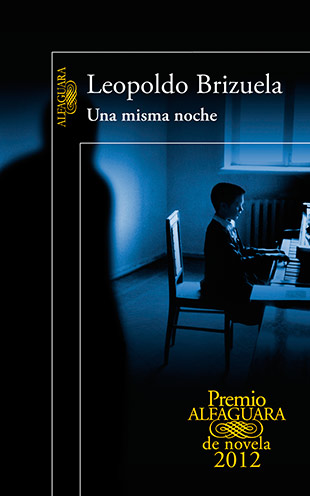 ALFAGUARA
Leopoldo Brizuela
Una misma noche
Premio
ALFAGUARA
de novela
2012